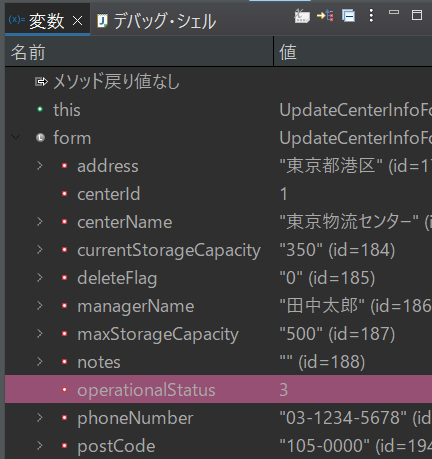 (x)= 変数 × デバッグ・シェル
名前 値
メソッド戻り値なし
this UpdateCenterInfoFo
form UpdateCenterInfoFo
address "東京都港区" (id=17
centerId 1
centerName "東京物流センター" (i
currentStorageCapacity "350" (id=184)
deleteFlag "0" (id=185)
managerName "田中太郎" (id=186
maxStorageCapacity "500" (id=187)
notes "" (id=188)
operationalStatus 3
phoneNumber "03-1234-5678" (id
postCode "105-0000" (id=194